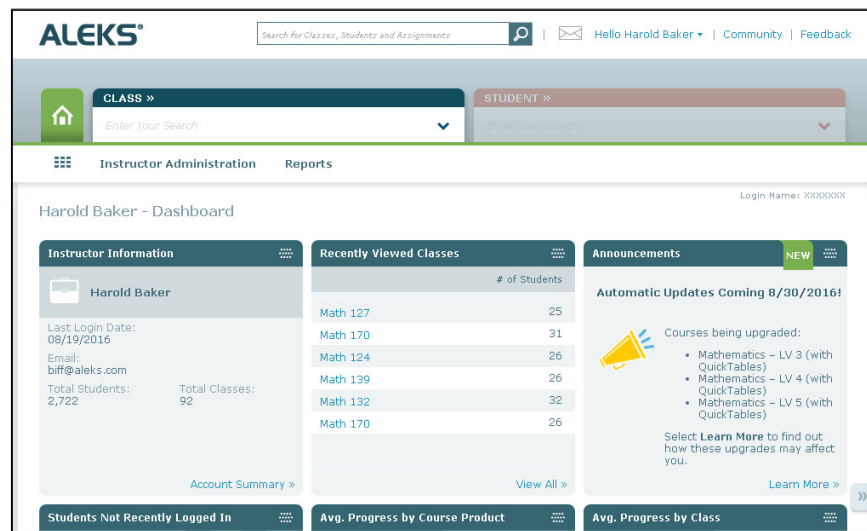 ALEKS®
Search for Classes, Students and Assignments
Hello Harold Baker ▾ | Community | Feedback
CLASS »
Enter Your Search
STUDENT »
Enter Your Search
Instructor Administration
Reports
Login Name: XXXXXXX
Harold Baker - Dashboard
Instructor Information
Harold Baker
Last Login Date:
08/19/2016
Email:
biff@aleks.com
Total Students:
2,722
Total Classes:
92
Account Summary »
Recently Viewed Classes
# of Students
Math 127 25
Math 170 31
Math 124 26
Math 139 26
Math 132 32
Math 170 26
View All »
Announcements
NEW
Automatic Updates Coming 8/30/2016!
Courses being upgraded:
• Mathematics – LV 3 (with
QuickTables)
• Mathematics – LV 4 (with
QuickTables)
• Mathematics – LV 5 (with
QuickTables)
Select Learn More to find out
how these upgrades may affect
you.
Learn More »
»
Students Not Recently Logged In
Avg. Progress by Course Product
Avg. Progress by Class